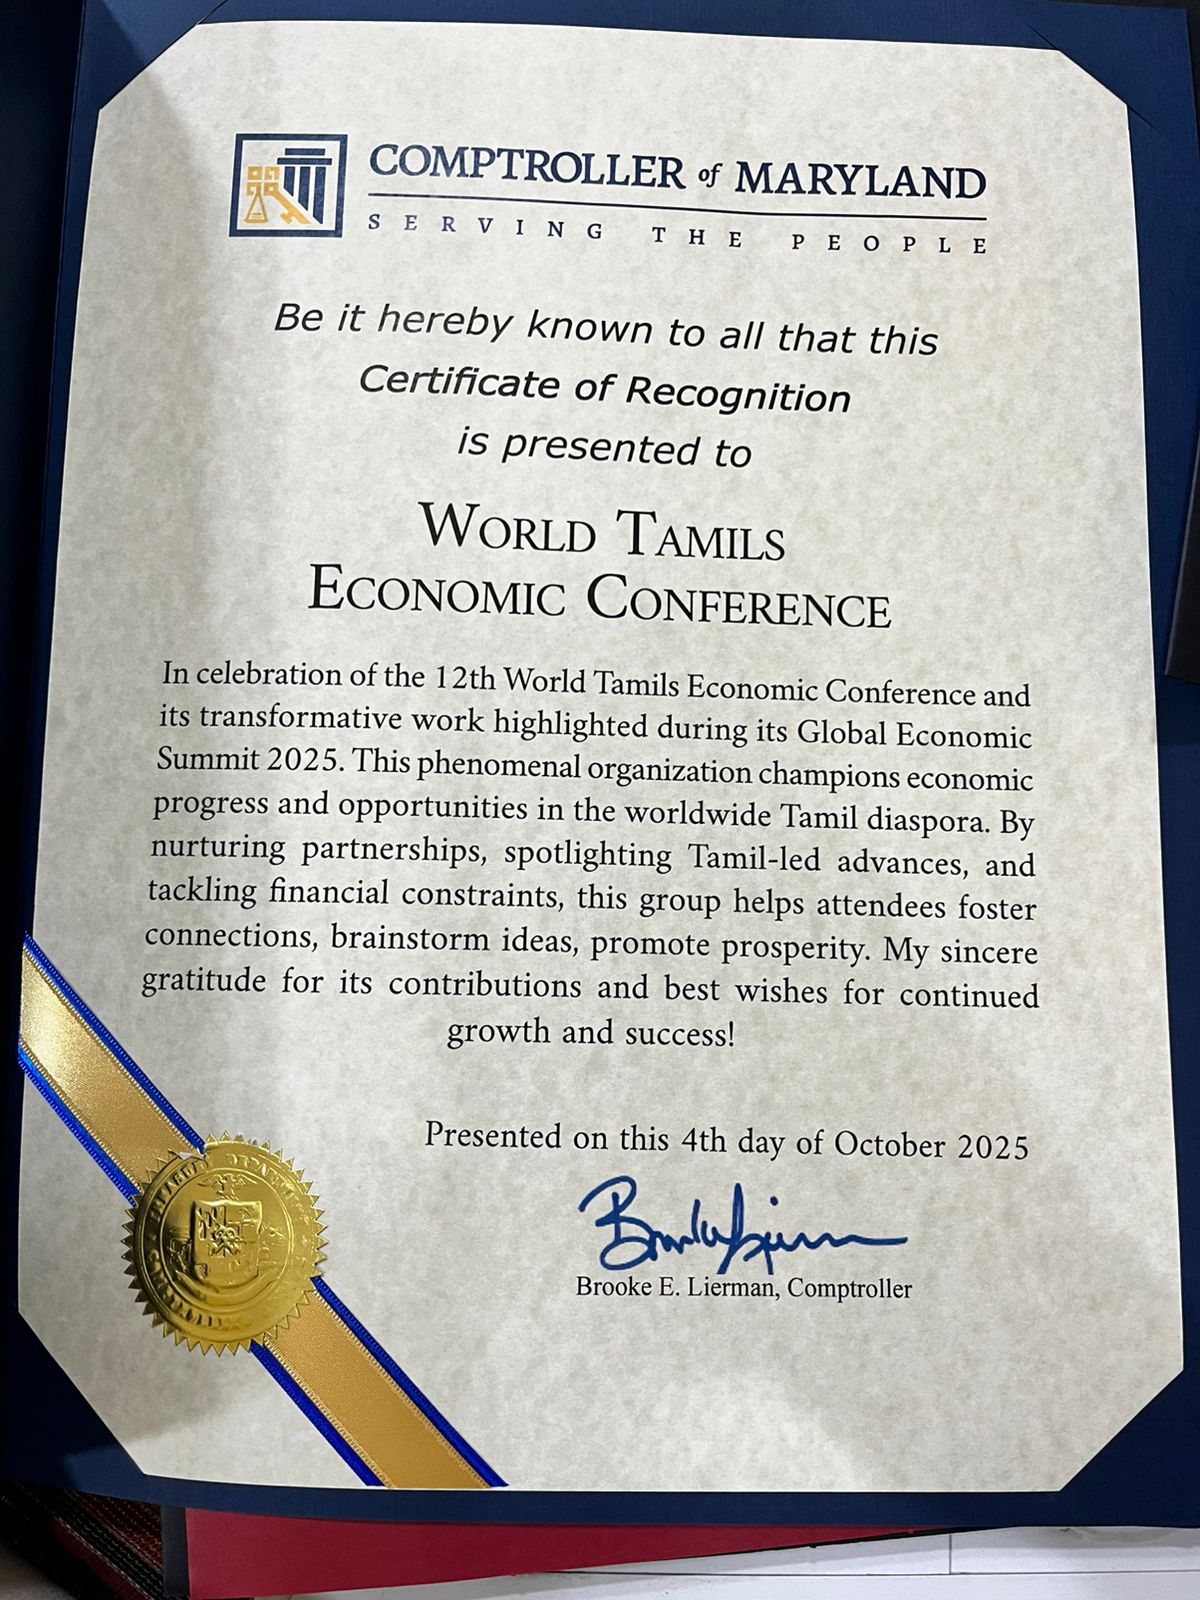 COMPTROLLER of MARYLAND
SERVING THE PEOPLE
Be it hereby known to all that this
Certificate of Recognition
is presented to
WORLD TAMILS
ECONOMIC CONFERENCE
In celebration of the 12th World Tamils Economic Conference and
its transformative work highlighted during its Global Economic
Summit 2025. This phenomenal organization champions economic
progress and opportunities in the worldwide Tamil diaspora. By
nurturing partnerships, spotlighting Tamil-led advances, and
tackling financial constraints, this group helps attendees foster
connections, brainstorm ideas, promote prosperity. My sincere
gratitude for its contributions and best wishes for continued
growth and success!
Presented on this 4th day of October 2025
Brooke E. Lierman, Comptroller